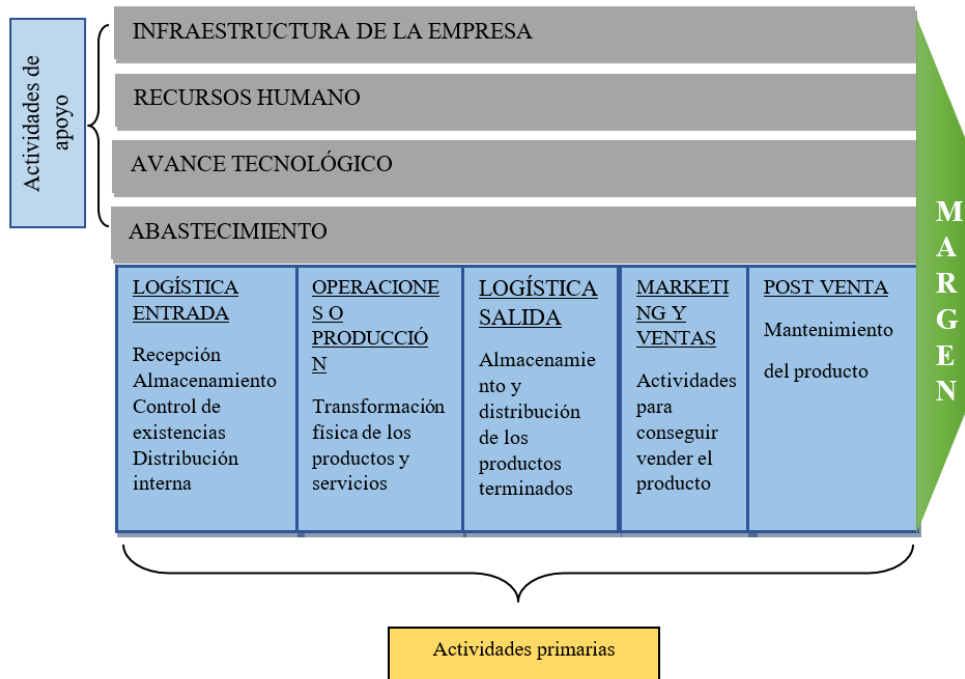 Actividades de
apoyo
INFRAESTRUCTURA DE LA EMPRESA
RECURSOS HUMANO
AVANCE TECNOLÓGICO
ABASTECIMIENTO
LOGÍSTICA
ENTRADA
Recepción
Almacenamiento
Control de
existencias
Distribución
interna
OPERACIONE
S O
PRODUCCIÓ
N
Transformación
física de los
productos y
servicios
LOGÍSTICA
SALIDA
Almacenamie
nto y
distribución
de los
productos
terminados
MARKETI
NG Y
VENTAS
Actividades
para
conseguir
vender el
producto
POST VENTA
Mantenimiento
del producto
M
A
R
G
E
N
Actividades primarias